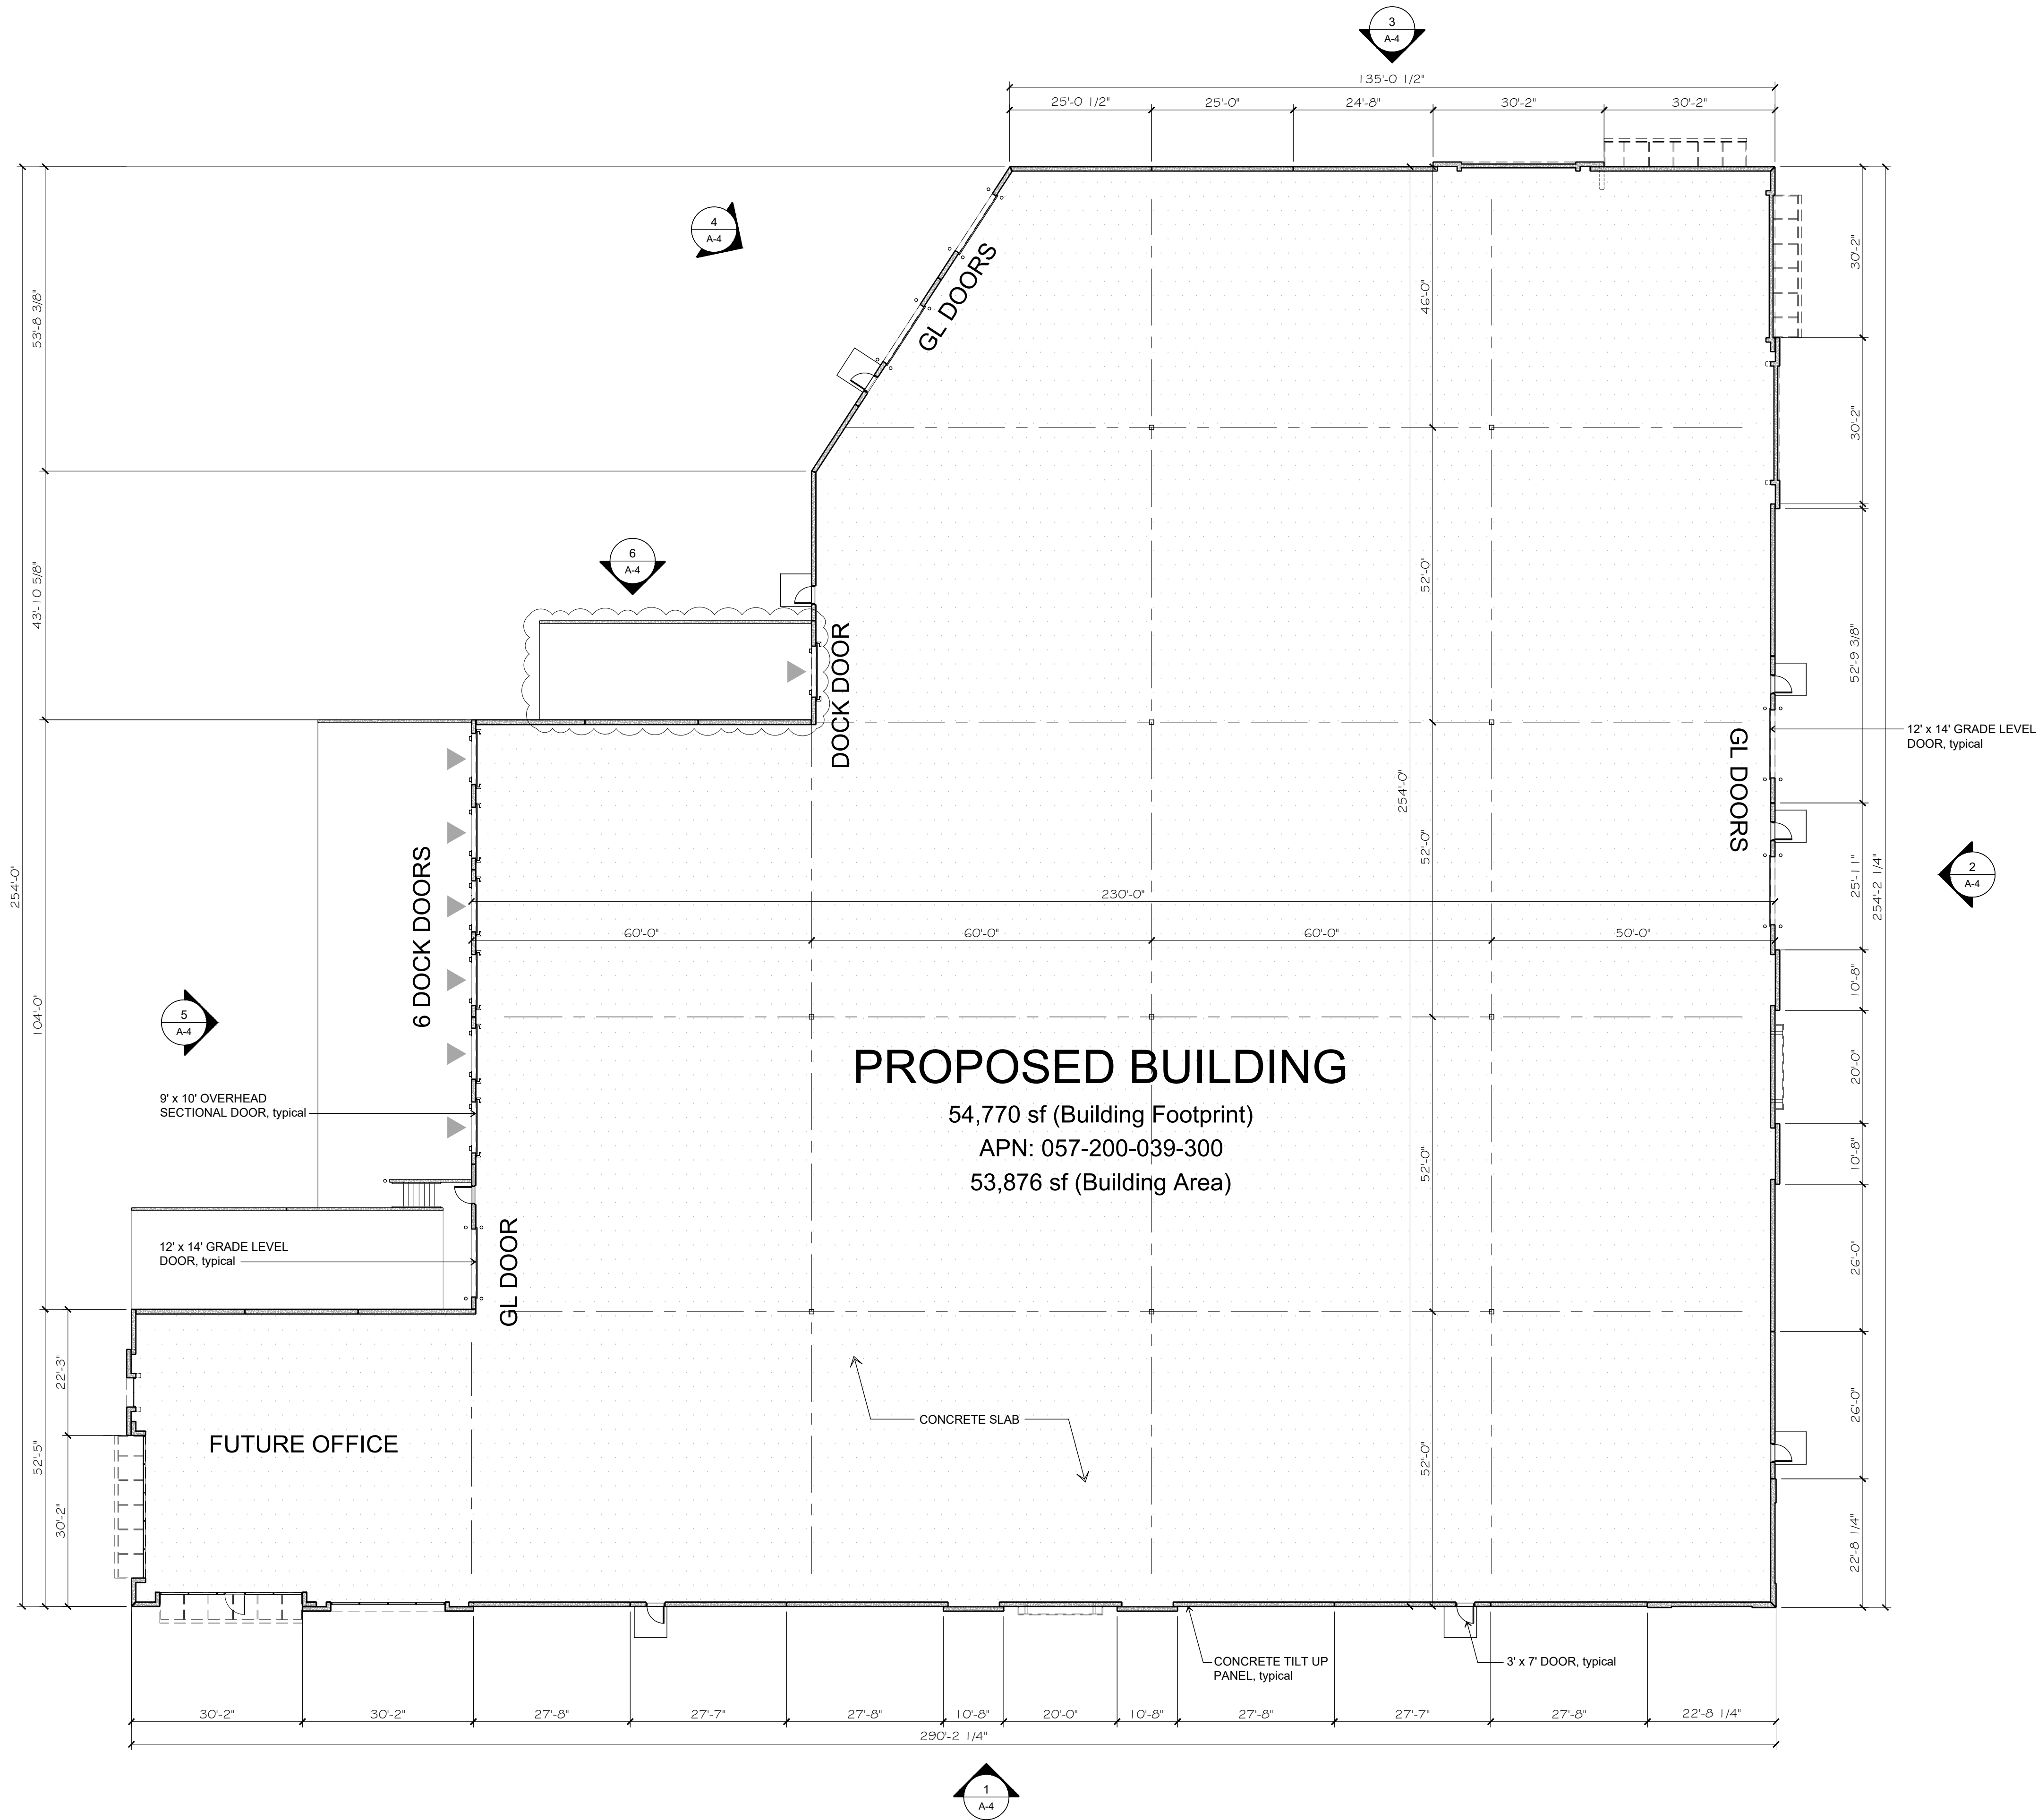 3
A-4
135'-0 1/2"
25'-0 1/2"
25'-0"
24'-8"
30'-2"
30'-2"
4
A-4
GL DOORS
46'-0"
30'-2"
30'-2"
53'-8 3/8"
43'-10 5/8"
6
A-4
DOCK DOOR
52'-0"
52'-9 3/8"
12' x 14' GRADE LEVEL
DOOR, typical
GL DOORS
254'-0"
254'-0"
6 DOCK DOORS
52'-0"
25'-1"
254'-2 1/4"
2
A-4
230'-0"
60'-0"
60'-0"
60'-0"
50'-0"
10'-8"
104'-0"
5
A-4
PROPOSED BUILDING
54,770 sf (Building Footprint)
APN: 057-200-039-300
53,876 sf (Building Area)
20'-0"
9' x 10' OVERHEAD
SECTIONAL DOOR, typical
52'-0"
10'-8"
12' x 14' GRADE LEVEL
DOOR, typical
GL DOOR
26'-0"
22'-3"
52'-5"
30'-2"
FUTURE OFFICE
CONCRETE SLAB
52'-0"
26'-0"
22'-8 1/4"
CONCRETE TILT UP
PANEL, typical
3' x 7' DOOR, typical
30'-2"
30'-2"
27'-8"
27'-7"
27'-8"
10'-8"
20'-0"
10'-8"
27'-8"
27'-7"
27'-8"
22'-8 1/4"
290'-2 1/4"
1
A-4